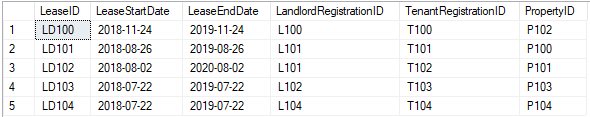 LeaseID LeaseStartDate LeaseEndDate LandlordRegistrationID TenantRegistrationID PropertyID
1 LD100 2018-11-24 2019-11-24 L100 T100 P102
2 LD101 2018-08-26 2019-08-26 L101 T101 P100
3 LD102 2018-08-02 2020-08-02 L101 T102 P101
4 LD103 2018-07-22 2019-07-22 L102 T103 P103
5 LD104 2018-07-22 2019-07-22 L104 T104 P104